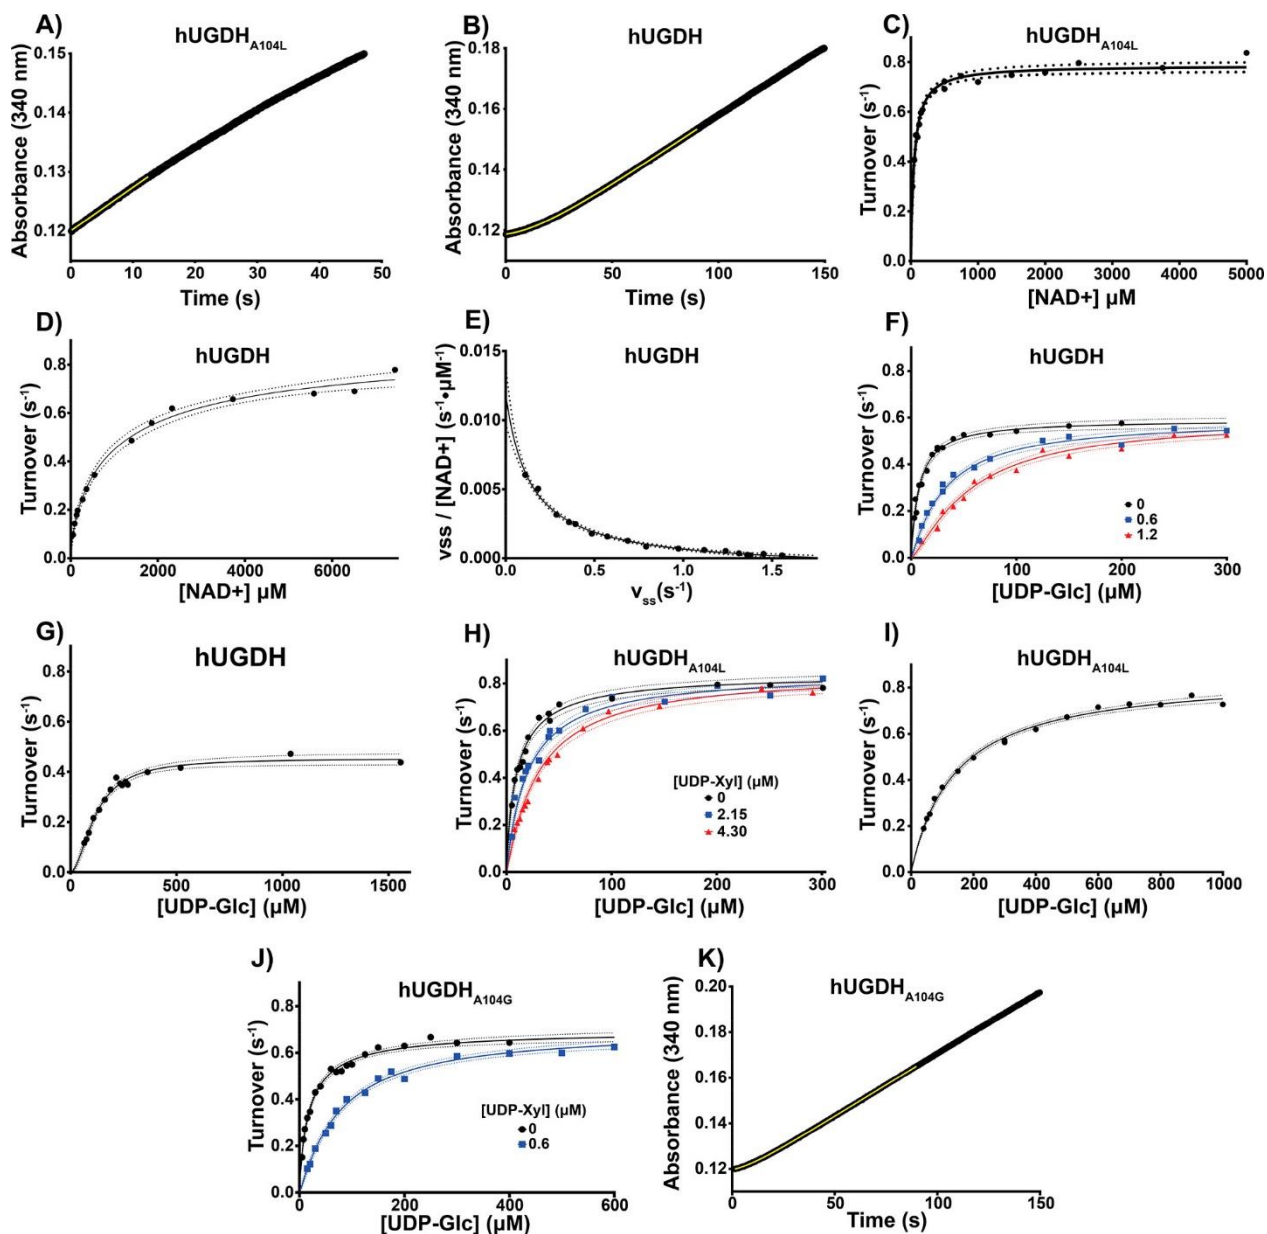 A)
hUGDH A104L
Absorbance (340 nm)
0.15
0.14
0.13
0.12
0 10 20 30 40 50
Time (s)
B)
hUGDH
Absorbance (340 nm)
0.18
0.16
0.14
0.12
0 50 100 150
Time (s)
C)
hUGDH A104L
Turnover (s⁻¹)
0.8
0.6
0.4
0.2
0.0
0 1000 2000 3000 4000 5000
[NAD+] µM
D)
hUGDH
Turnover (s⁻¹)
0.8
0.6
0.4
0.2
0.0
0 2000 4000 6000
[NAD+] µM
E)
hUGDH
vss / [NAD+] (s⁻¹•µM⁻¹)
0.015
0.010
0.005
0.000
0.0 0.5 1.0 1.5
vss(s⁻¹)
F)
hUGDH
Turnover (s⁻¹)
0.8
0.6
0.4
0.2
0.0
0
0.6
1.2
0 100 200 300
[UDP-Glc] (µM)
G)
hUGDH
Turnover (s⁻¹)
0.8
0.6
0.4
0.2
0.0
0 500 1000 1500
[UDP-Glc] (µM)
H)
hUGDH A104L
Turnover (s⁻¹)
0.8
0.6
0.4
0.2
0.0
[UDP-Xyl] (µM)
0
2.15
4.30
0 100 200 300
[UDP-Glc] (µM)
I)
hUGDH A104L
Turnover (s⁻¹)
0.8
0.6
0.4
0.2
0.0
0 200 400 600 800 1000
[UDP-Glc] (µM)
J)
hUGDH A104G
Turnover (s⁻¹)
0.8
0.6
0.4
0.2
0.0
[UDP-Xyl] (µM)
0
0.6
0 200 400 600
[UDP-Glc] (µM)
K)
hUGDH A104G
Absorbance (340 nm)
0.20
0.18
0.16
0.14
0.12
0 50 100 150
Time (s)